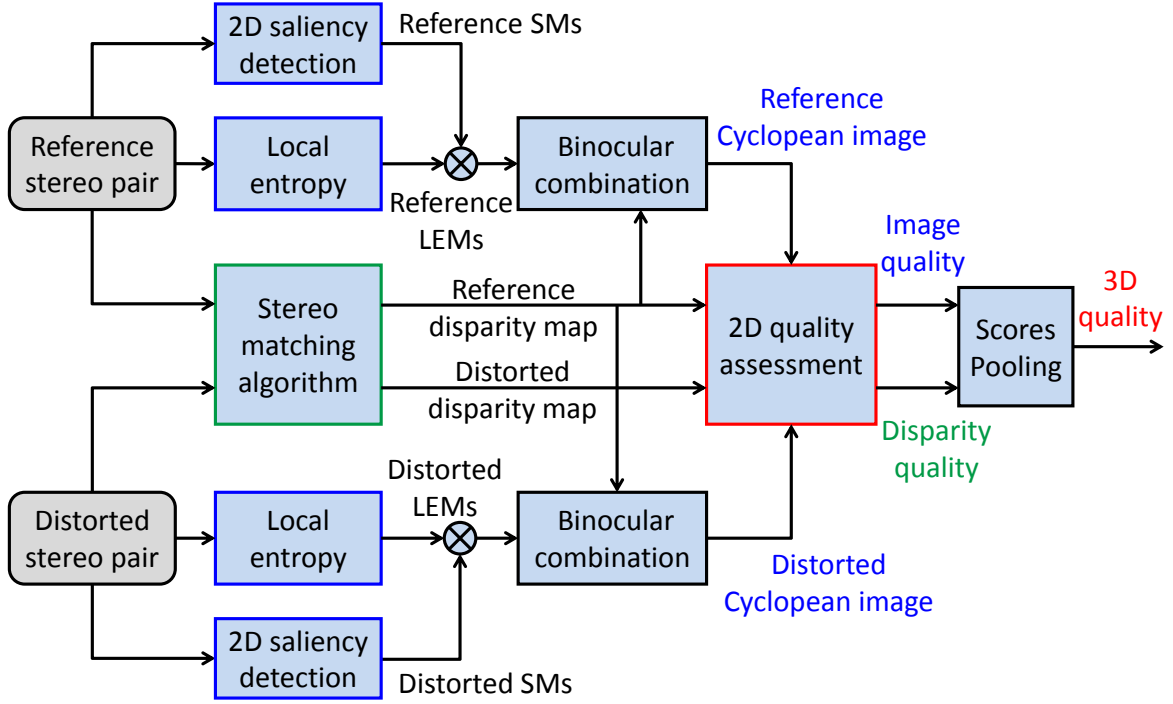 2D saliency
detection
Reference SMs
Reference
stereo pair
Local
entropy
Reference
LEMs
Binocular
combination
Reference
Cyclopean image
Stereo
matching
algorithm
Reference
disparity map
Distorted
disparity map
2D quality
assessment
Image
quality
Disparity
quality
Scores
Pooling
3D
quality
Distorted
stereo pair
Local
entropy
Distorted
LEMs
Binocular
combination
Distorted
Cyclopean image
2D saliency
detection
Distorted SMs